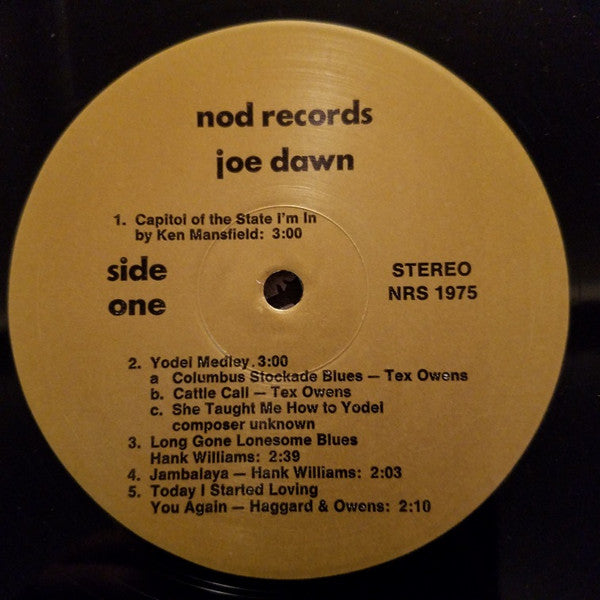 nod records
joe dawn
1. Capitol of the State I'm In
by Ken Mansfield: 3:00
side
one
STEREO
NRS 1975
2. Yodel Medley 3:00
a Columbus Stockade Blues — Tex Owens
b. Cattle Call — Tex Owens
c. She Taught Me How to Yodel
composer unknown
3. Long Gone Lonesome Blues
Hank Williams: 2:39
4. Jambalaya — Hank Williams: 2:03
5. Today I Started Loving
You Again — Haggard & Owens: 2:10